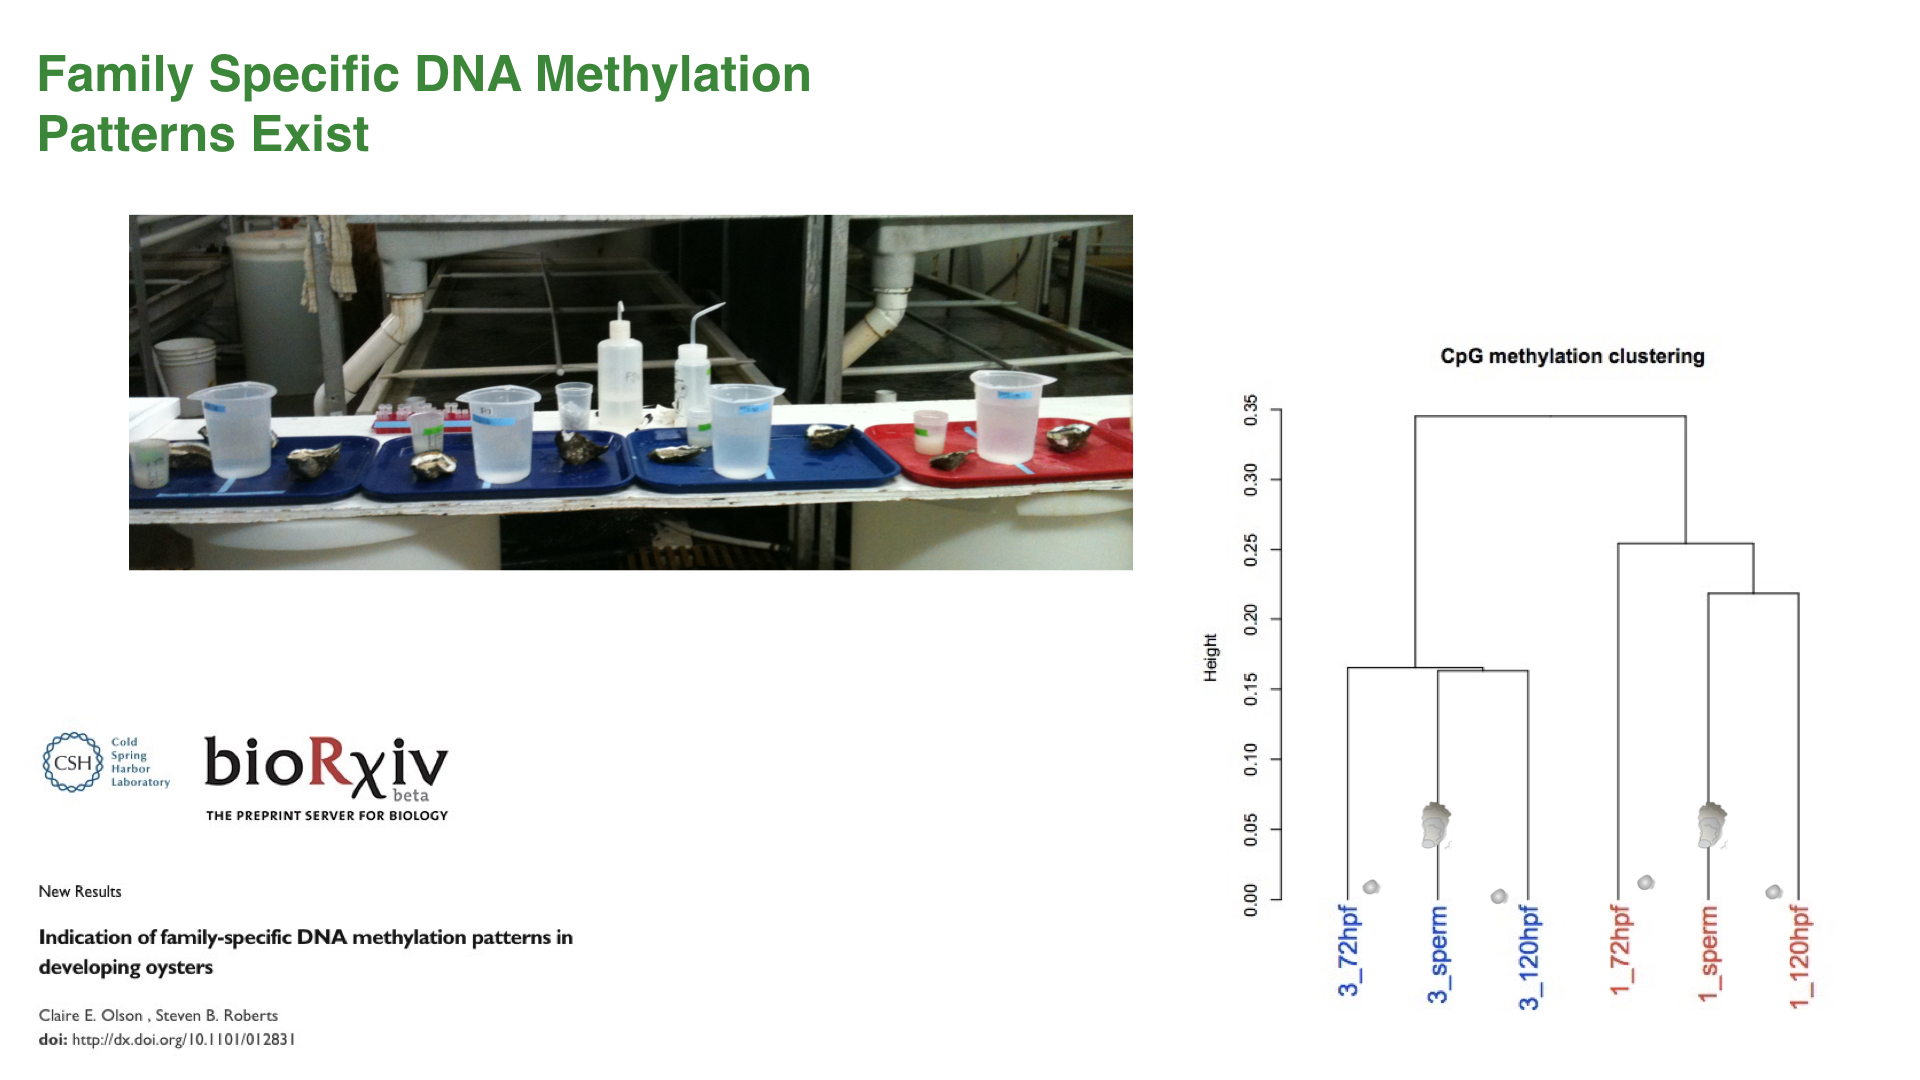 Family Specific DNA Methylation
Patterns Exist
CpG methylation clustering
Height
0.35
0.30
0.25
0.20
0.15
0.10
0.05
0.00
3_72hpf
3_sperm
3_120hpf
1_72hpf
1_sperm
1_120hpf
CSH
Cold
Spring
Harbor
Laboratory
bioRχiv
beta
THE PREPRINT SERVER FOR BIOLOGY
New Results
Indication of family-specific DNA methylation patterns in
developing oysters
Claire E. Olson , Steven B. Roberts
doi: http://dx.doi.org/10.1101/012831